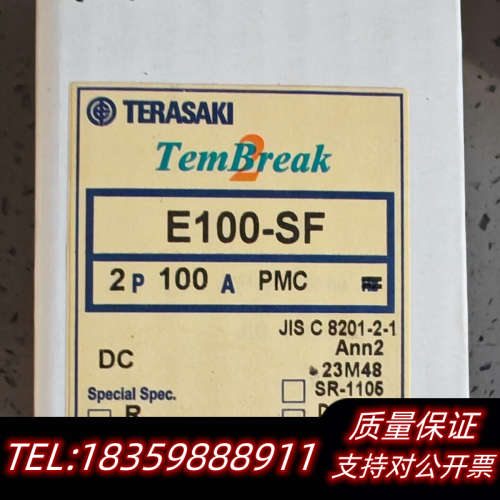 TERASAKI
TemBreak 2
E100-SF
2P 100 A PMC
JIS C 8201-2-1
Ann2
DC
23M48
Special Spec.
SR-1105
R
质量保证
TEL:18359888911
支持对公开票